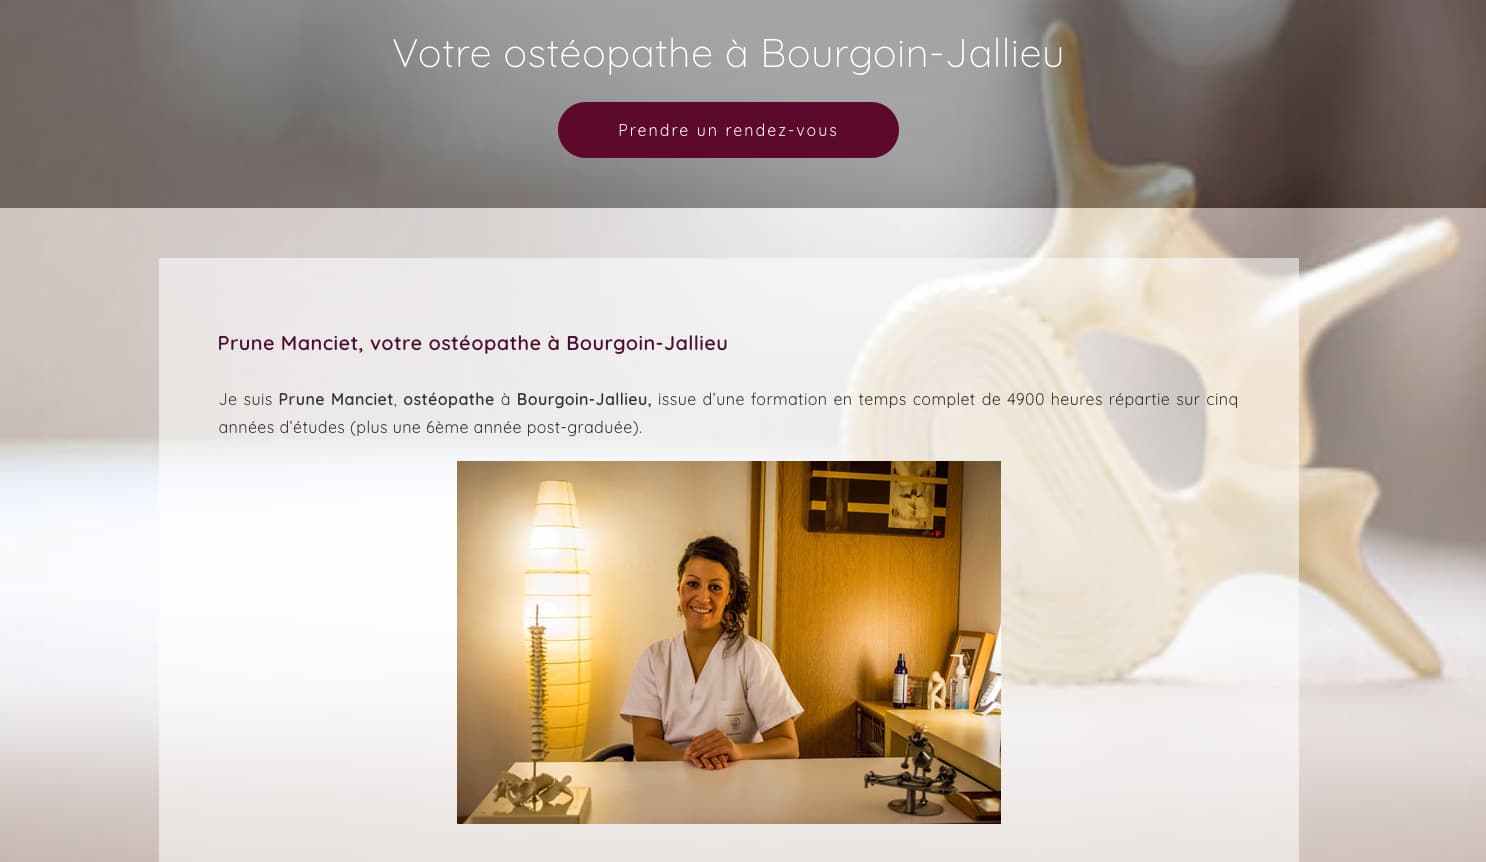 Votre ostéopathe à Bourgoin-Jallieu
Prendre un rendez-vous
Prune Manciet, votre ostéopathe à Bourgoin-Jallieu
Je suis Prune Manciet, ostéopathe à Bourgoin-Jallieu, issue d'une formation en temps complet de 4900 heures répartie sur cinq
années d'études (plus une 6ème année post-graduée).